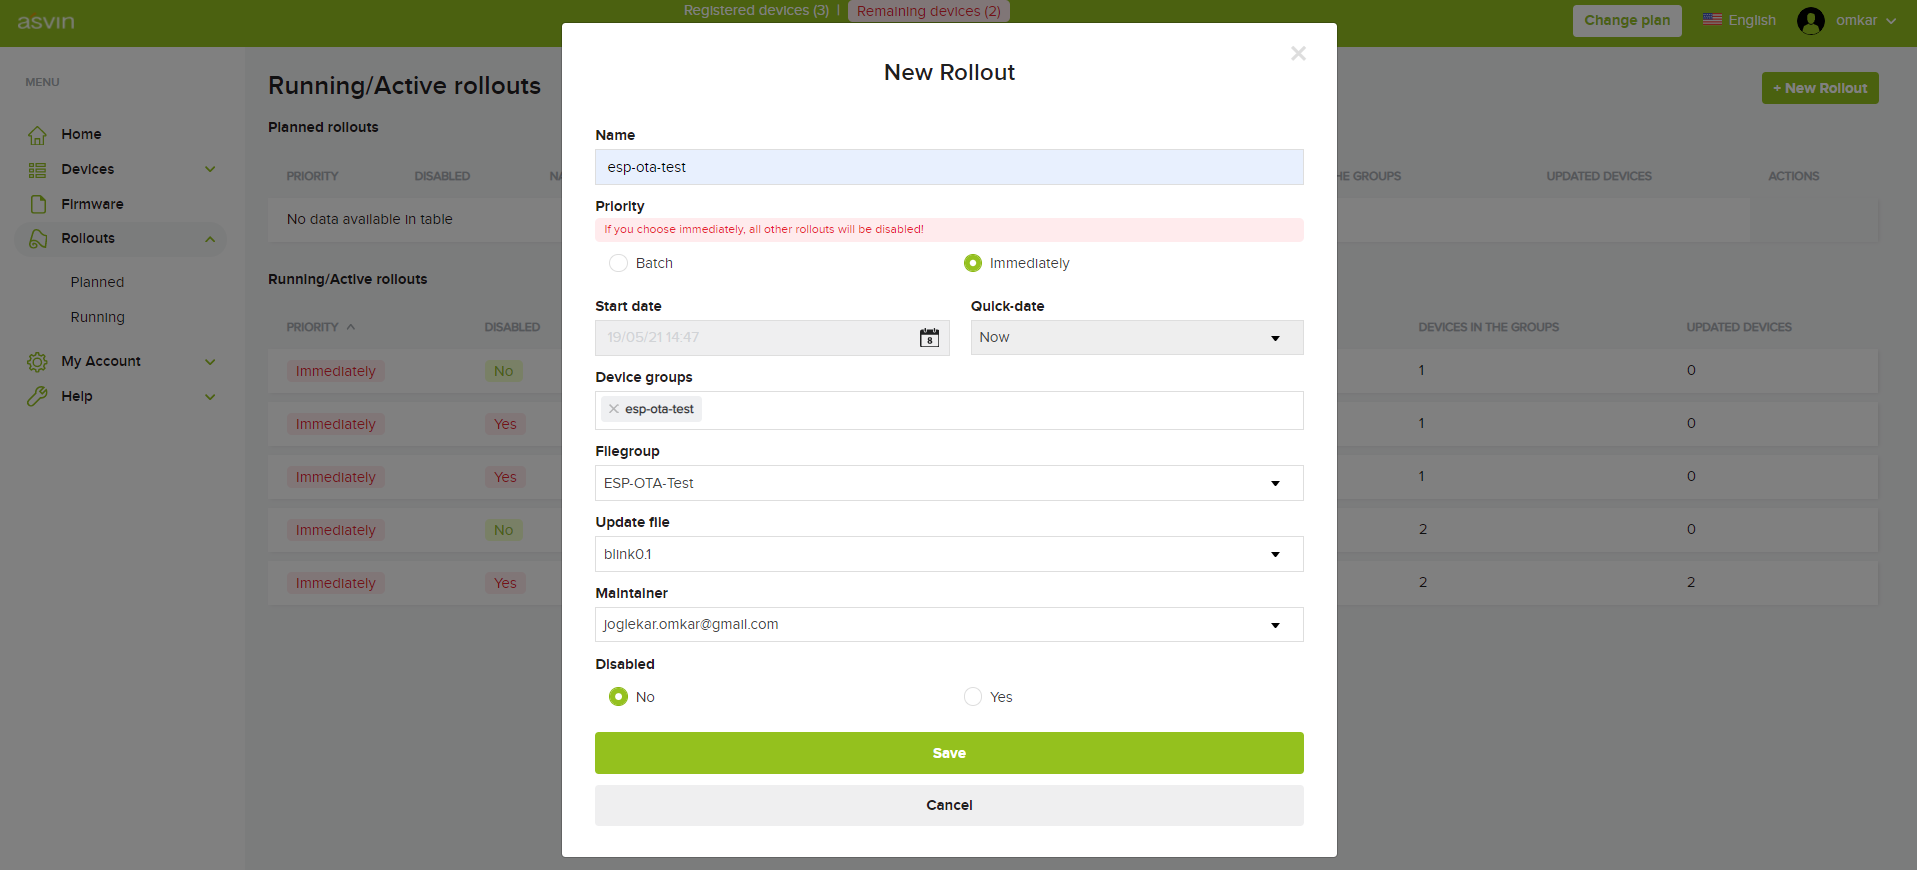 asvin
Registered devices (3) | Remaining devices (2)
Change plan
English
omkar
MENU
Home
Devices
Firmware
Rollouts
Planned
Running
My Account
Help
Running/Active rollouts
+ New Rollout
Planned rollouts
PRIORITY DISABLED NA HE GROUPS UPDATED DEVICES ACTIONS
No data available in table
Running/Active rollouts
PRIORITY DISABLED DEVICES IN THE GROUPS UPDATED DEVICES
Immediately No 1 0
Immediately Yes 1 0
Immediately Yes 1 0
Immediately No 2 0
Immediately Yes 2 2
New Rollout
Name
esp-ota-test
Priority
If you choose immediately, all other rollouts will be disabled!
Batch Immediately
Start date Quick-date
19/05/21 14:47 8 Now
Device groups
esp-ota-test
Filegroup
ESP-OTA-Test
Update file
blink0.1
Maintainer
joglekar.omkar@gmail.com
Disabled
No Yes
Save
Cancel